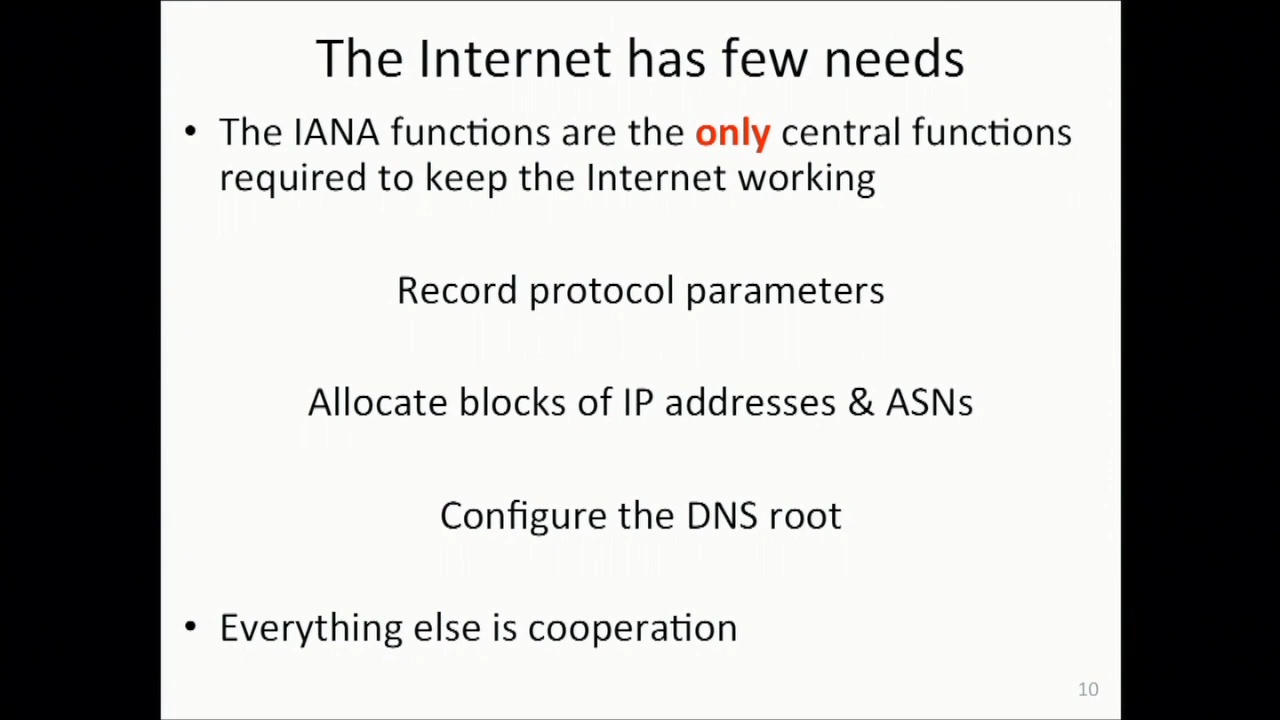 The Internet has few needs
• The IANA functions are the only central functions
required to keep the Internet working
Record protocol parameters
Allocate blocks of IP addresses & ASNs
Configure the DNS root
• Everything else is cooperation
10